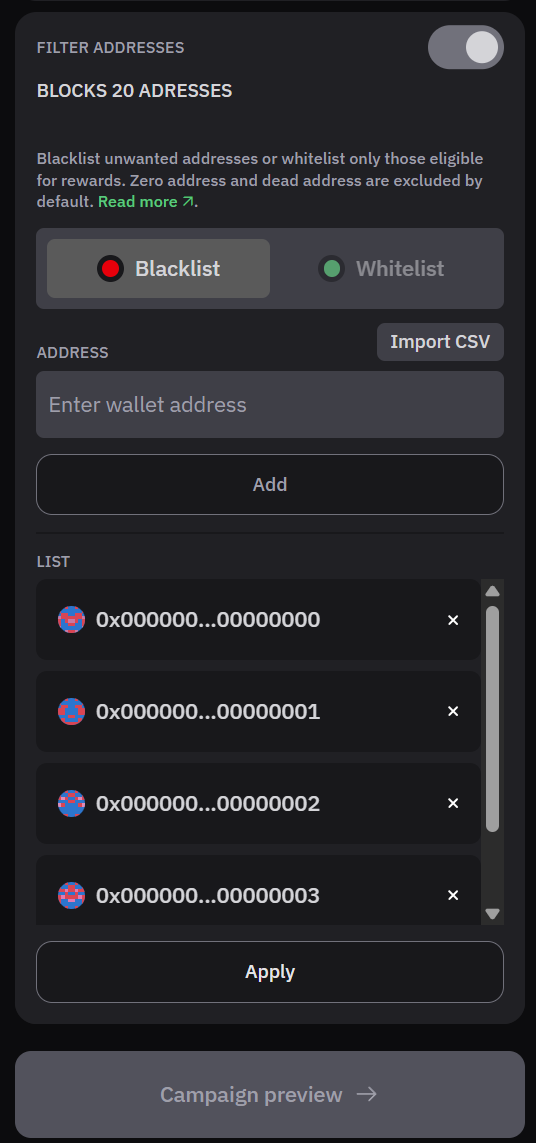 FILTER ADDRESSES
BLOCKS 20 ADRESSES
Blacklist unwanted addresses or whitelist only those eligible
for rewards. Zero address and dead address are excluded by
default. Read more ↗.
Blacklist
Whitelist
Import CSV
ADDRESS
Enter wallet address
Add
LIST
0x000000...00000000 ×
0x000000...00000001 ×
0x000000...00000002 ×
0x000000...00000003 ×
Apply
Campaign preview →